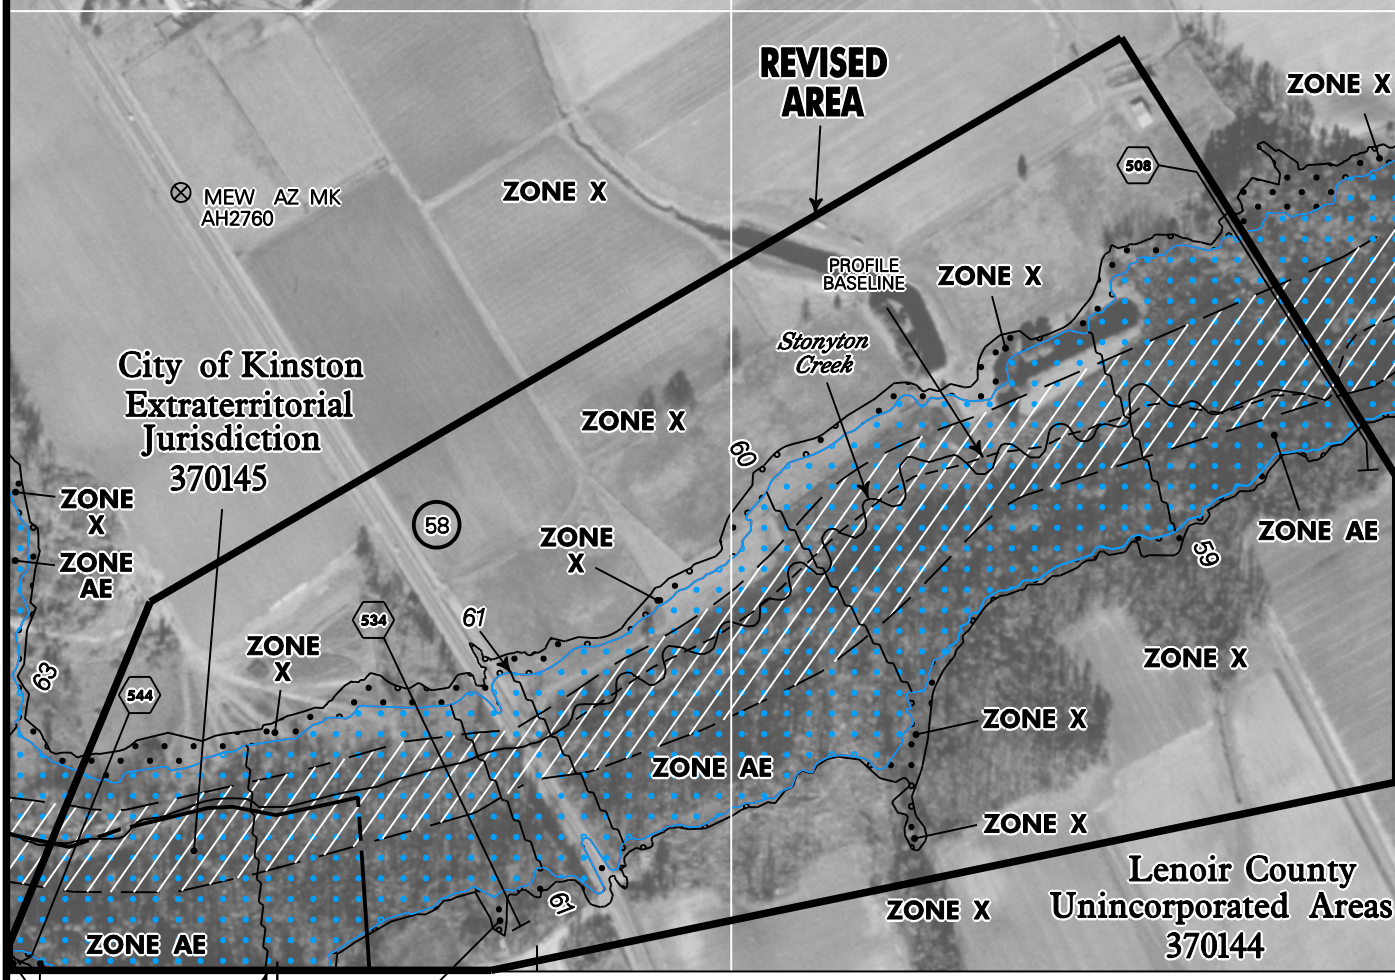 REVISED
AREA
ZONE X
508
MEW AZ MK
AH2760
ZONE X
PROFILE
BASELINE
ZONE X
Stonyton
Creek
City of Kinston
Extraterritorial
Jurisdiction
370145
ZONE X
60
ZONE
X
ZONE
AE
58
ZONE
X
ZONE AE
59
534
61
ZONE
X
63
544
ZONE X
ZONE X
ZONE AE
ZONE X
61
ZONE X
Lenoir County
Unincorporated Areas
370144
ZONE AE